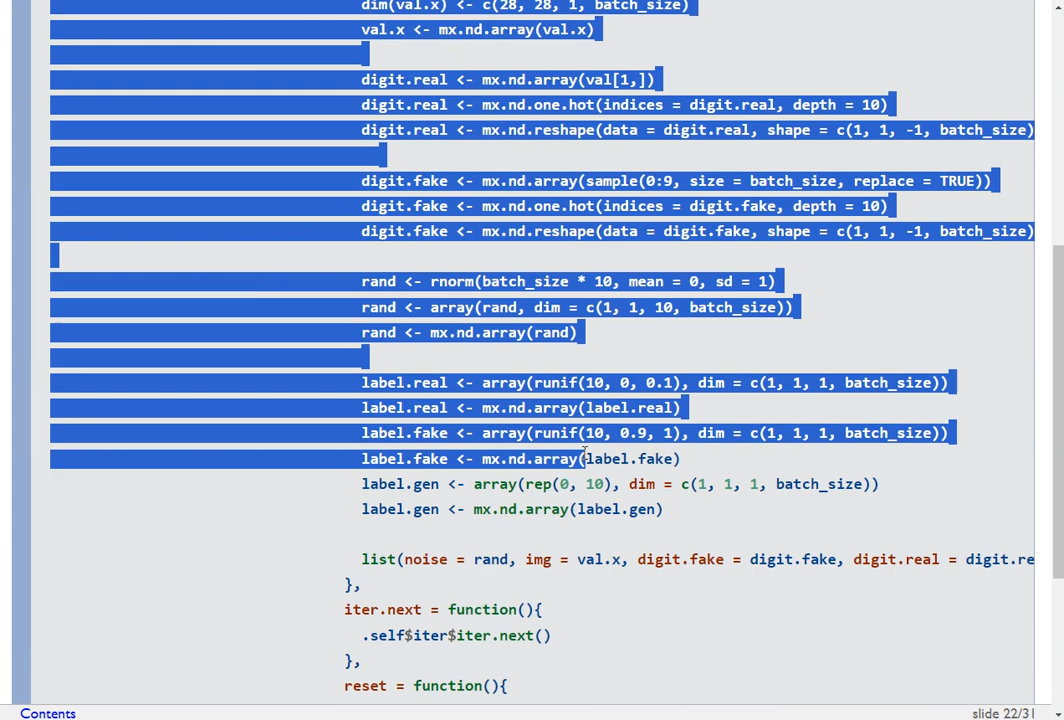 dim(val.x) <- c(28, 28, 1, batch_size)
val.x <- mx.nd.array(val.x)
digit.real <- mx.nd.array(val[1,])
digit.real <- mx.nd.one.hot(indices = digit.real, depth = 10)
digit.real <- mx.nd.reshape(data = digit.real, shape = c(1, 1, -1, batch_size)
digit.fake <- mx.nd.array(sample(0:9, size = batch_size, replace = TRUE))
digit.fake <- mx.nd.one.hot(indices = digit.fake, depth = 10)
digit.fake <- mx.nd.reshape(data = digit.fake, shape = c(1, 1, -1, batch_size)
rand <- rnorm(batch_size * 10, mean = 0, sd = 1)
rand <- array(rand, dim = c(1, 1, 10, batch_size))
rand <- mx.nd.array(rand)
label.real <- array(runif(10, 0, 0.1), dim = c(1, 1, 1, batch_size))
label.real <- mx.nd.array(label.real)
label.fake <- array(runif(10, 0.9, 1), dim = c(1, 1, 1, batch_size))
label.fake <- mx.nd.array(label.fake)
label.gen <- array(rep(0, 10), dim = c(1, 1, 1, batch_size))
label.gen <- mx.nd.array(label.gen)
list(noise = rand, img = val.x, digit.fake = digit.fake, digit.real = digit.re
},
iter.next = function(){
.self$iter$iter.next()
},
reset = function(){
Contents
slide 22/31